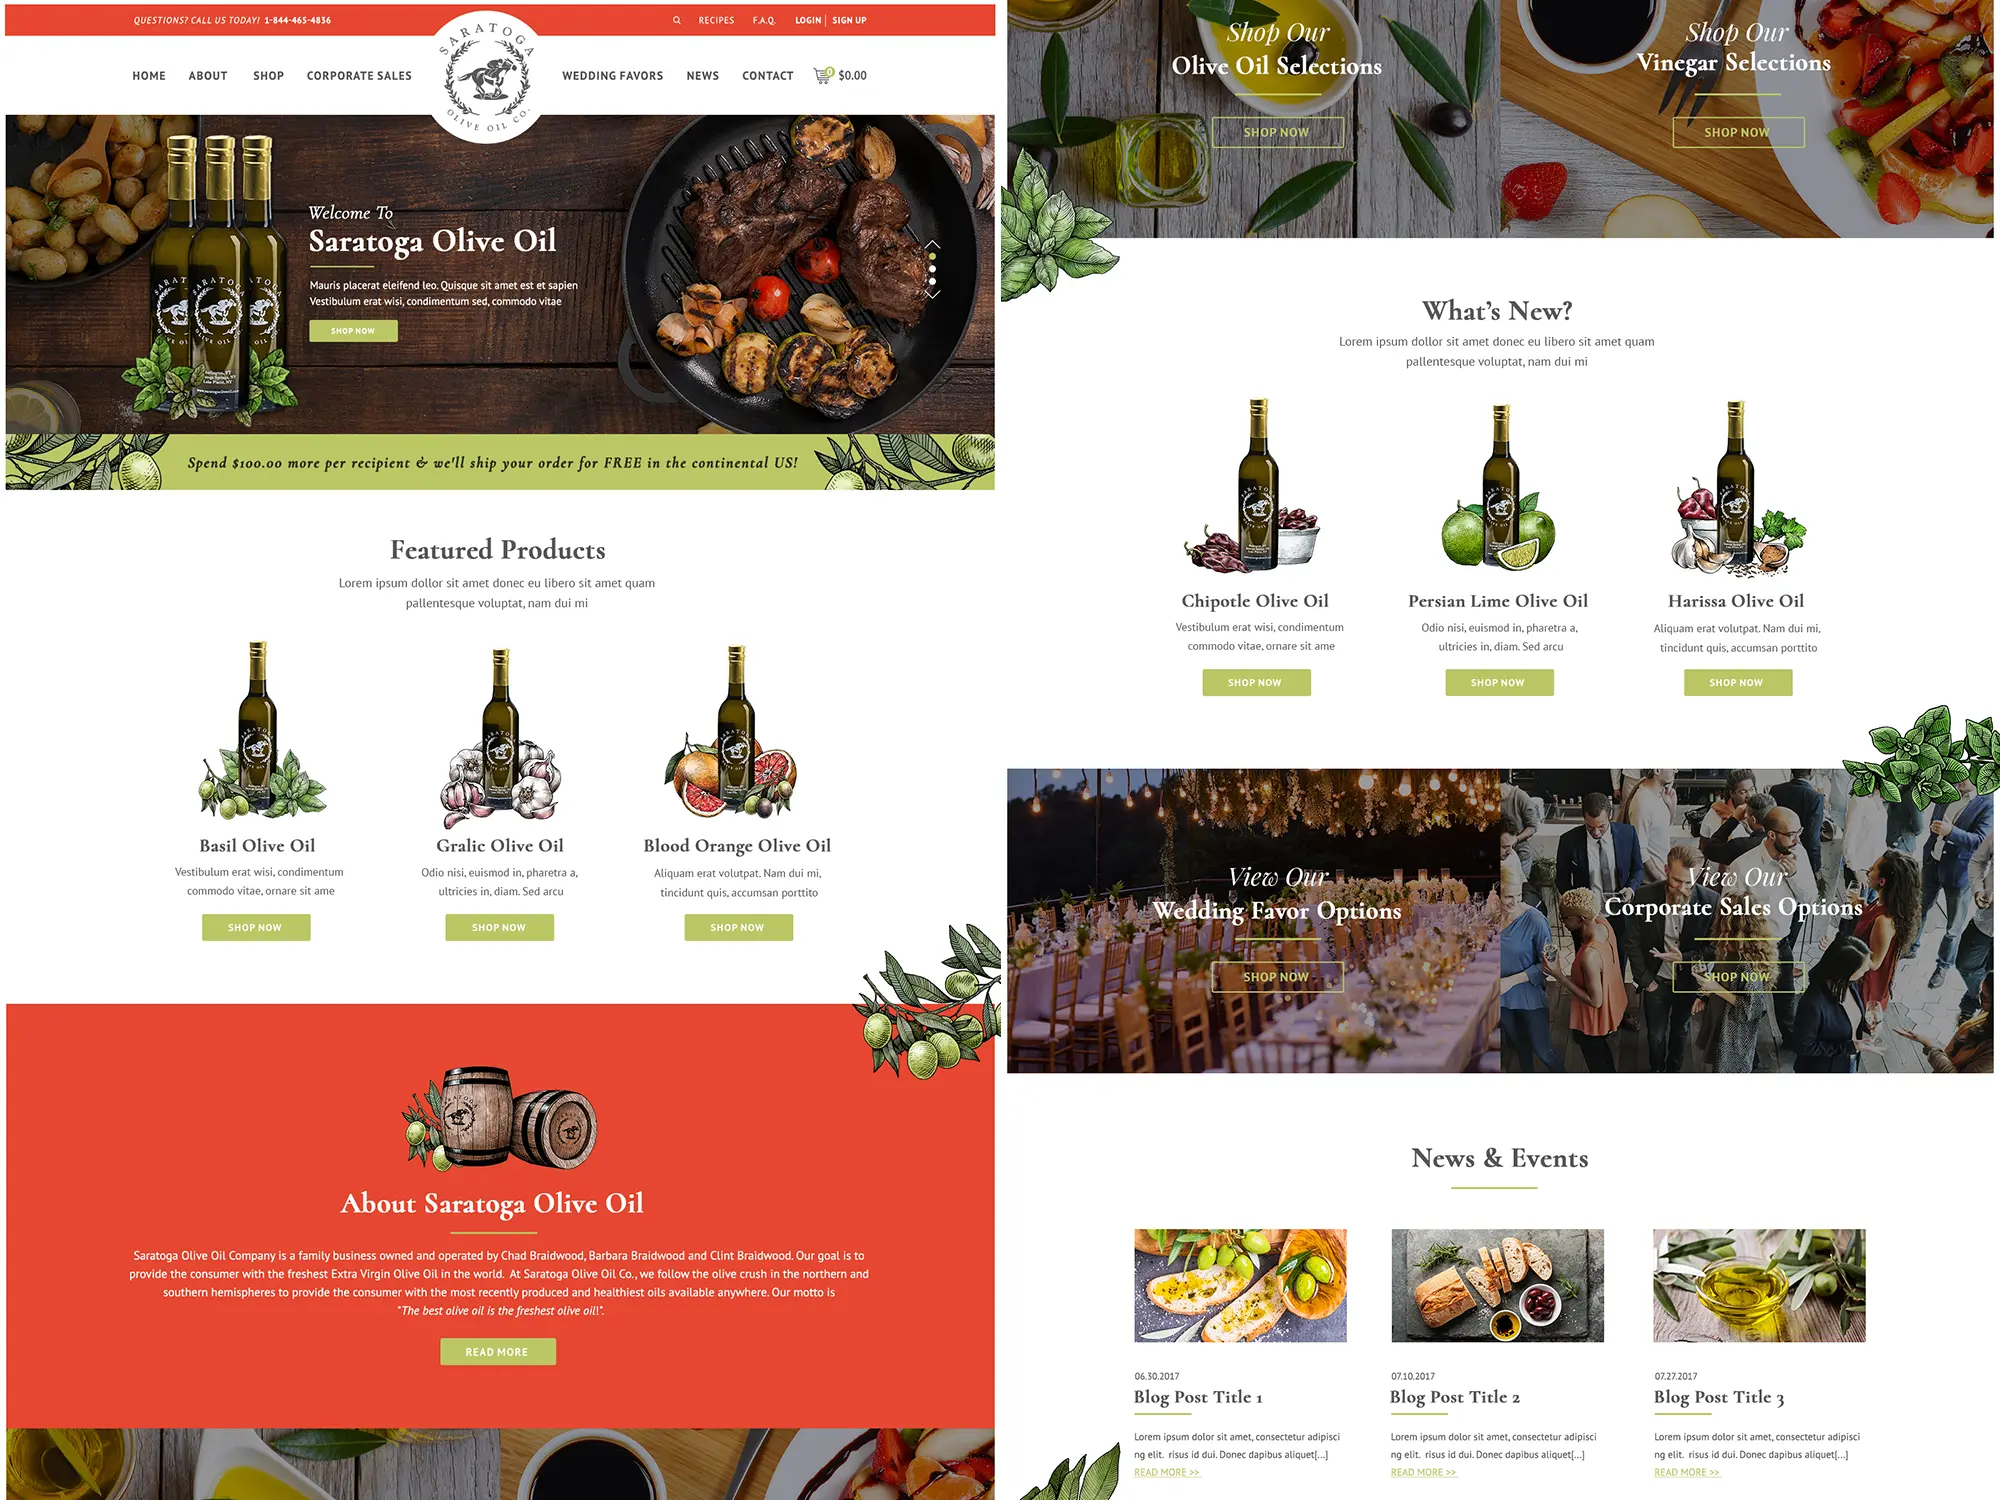 QUESTIONS? CALL US TODAY! 1-844-465-4836
RECIPES F.A.Q. LOGIN | SIGN UP
HOME ABOUT SHOP CORPORATE SALES
SARATOGA
OLIVE OIL CO.
WEDDING FAVORS NEWS CONTACT 0 $0.00
Welcome To
Saratoga Olive Oil
Mauris placerat eleifend leo. Quisque sit amet est et sapien
Vestibulum erat wisi, condimentum sed, commodo vitae
SHOP NOW
SARATOGA
OLIVE OIL CO.
Spend $100.00 more per recipient & we'll ship your order for FREE in the continental US!
Featured Products
Lorem ipsum dollor sit amet donec eu libero sit amet quam
pallentesque voluptat, nam dui mi
Basil Olive Oil
Vestibulum erat wisi, condimentum
commodo vitae, ornare sit ame
SHOP NOW
Gralic Olive Oil
Odio nisi, euismod in, pharetra a,
ultricies in, diam. Sed arcu
SHOP NOW
Blood Orange Olive Oil
Aliquam erat volutpat. Nam dui mi,
tincidunt quis, accumsan porttito
SHOP NOW
About Saratoga Olive Oil
Saratoga Olive Oil Company is a family business owned and operated by Chad Braidwood, Barbara Braidwood and Clint Braidwood. Our goal is to
provide the consumer with the freshest Extra Virgin Olive Oil in the world. At Saratoga Olive Oil Co., we follow the olive crush in the northern and
southern hemispheres to provide the consumer with the most recently produced and healthiest oils available anywhere. Our motto is
"The best olive oil is the freshest olive oil!".
READ MORE
Shop Our
Olive Oil Selections
SHOP NOW
Shop Our
Vinegar Selections
SHOP NOW
What's New?
Lorem ipsum dollor sit amet donec eu libero sit amet quam
pallentesque voluptat, nam dui mi
Chipotle Olive Oil
Vestibulum erat wisi, condimentum
commodo vitae, ornare sit ame
SHOP NOW
Persian Lime Olive Oil
Odio nisi, euismod in, pharetra a,
ultricies in, diam. Sed arcu
SHOP NOW
Harissa Olive Oil
Aliquam erat volutpat. Nam dui mi,
tincidunt quis, accumsan porttito
SHOP NOW
View Our
Wedding Favor Options
SHOP NOW
View Our
Corporate Sales Options
SHOP NOW
News & Events
06.30.2017
Blog Post Title 1
Lorem ipsum dolor sit amet, consectetur adipisci
ng elit. risus id dui. Donec dapibus aliquet[...]
READ MORE >>
07.10.2017
Blog Post Title 2
Lorem ipsum dolor sit amet, consectetur adipisci
ng elit. risus id dui. Donec dapibus aliquet[...]
READ MORE >>
07.27.2017
Blog Post Title 3
Lorem ipsum dolor sit amet, consectetur adipisci
ng elit. risus id dui. Donec dapibus aliquet[...]
READ MORE >>